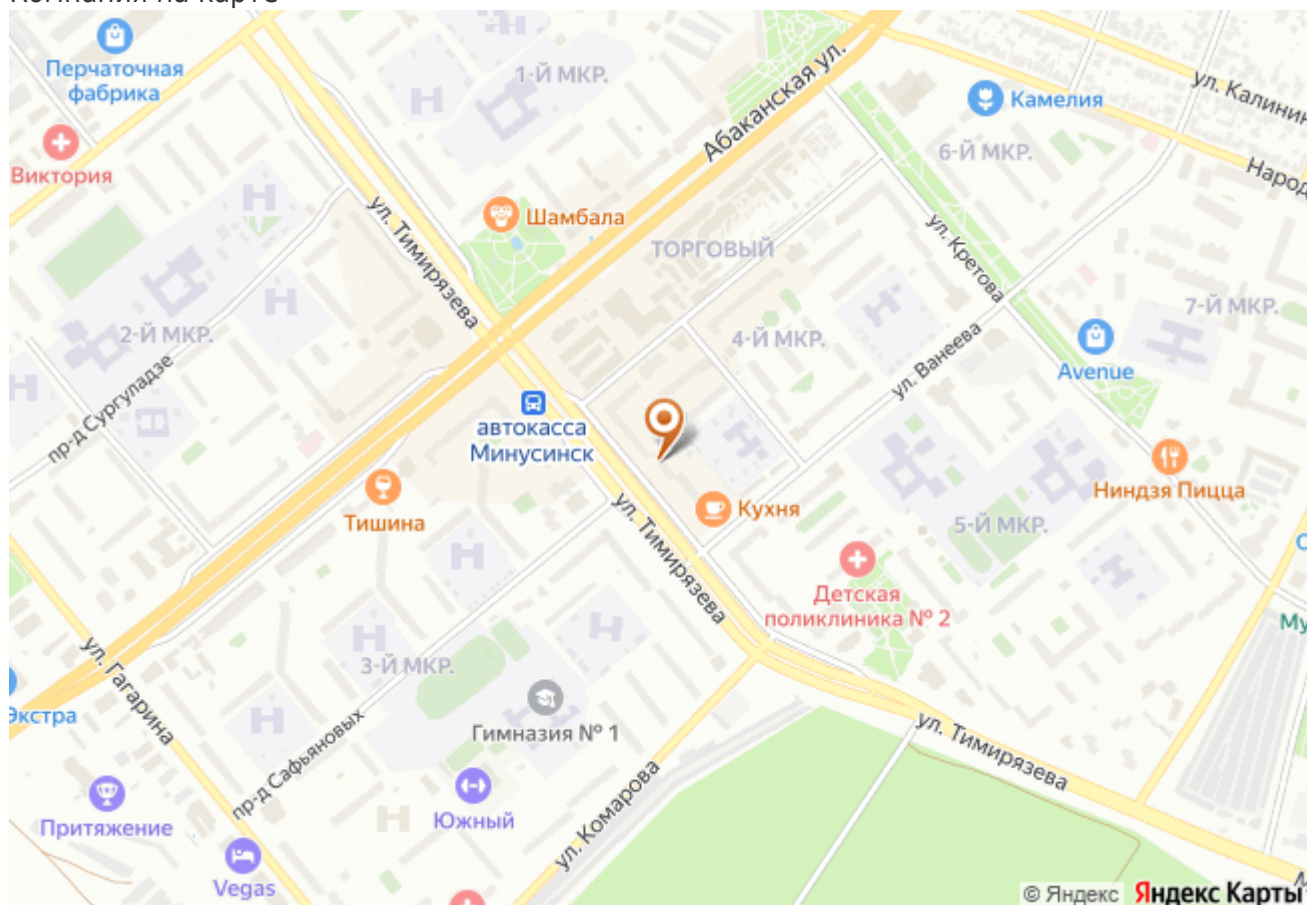 Компания на карте
Перчаточная
фабрика
1-Й МКР.
Абаканская ул.
Камелия
ул. Калинин
Виктория
6-Й МКР.
Народ
Шамбала
ул. Тимирязева
ТОРГОВЫЙ
ул. Кретова
7-Й МКР.
2-Й МКР.
4-Й МКР.
ул. Ванеева
Avenue
пр-д Сургуладзе
автокасса
Минусинск
Тишина
Кухня
Ниндзя Пицца
5-Й МКР.
ул. Тимирязева
Детская
поликлиника № 2
Му
ул. Гагарина
3-Й МКР.
Экстра
Гимназия № 1
ул. Тимирязева
пр-д Сафьяновых
Притяжение
Южный
ул. Комарова
Vegas
© Яндекс Яндекс Карты